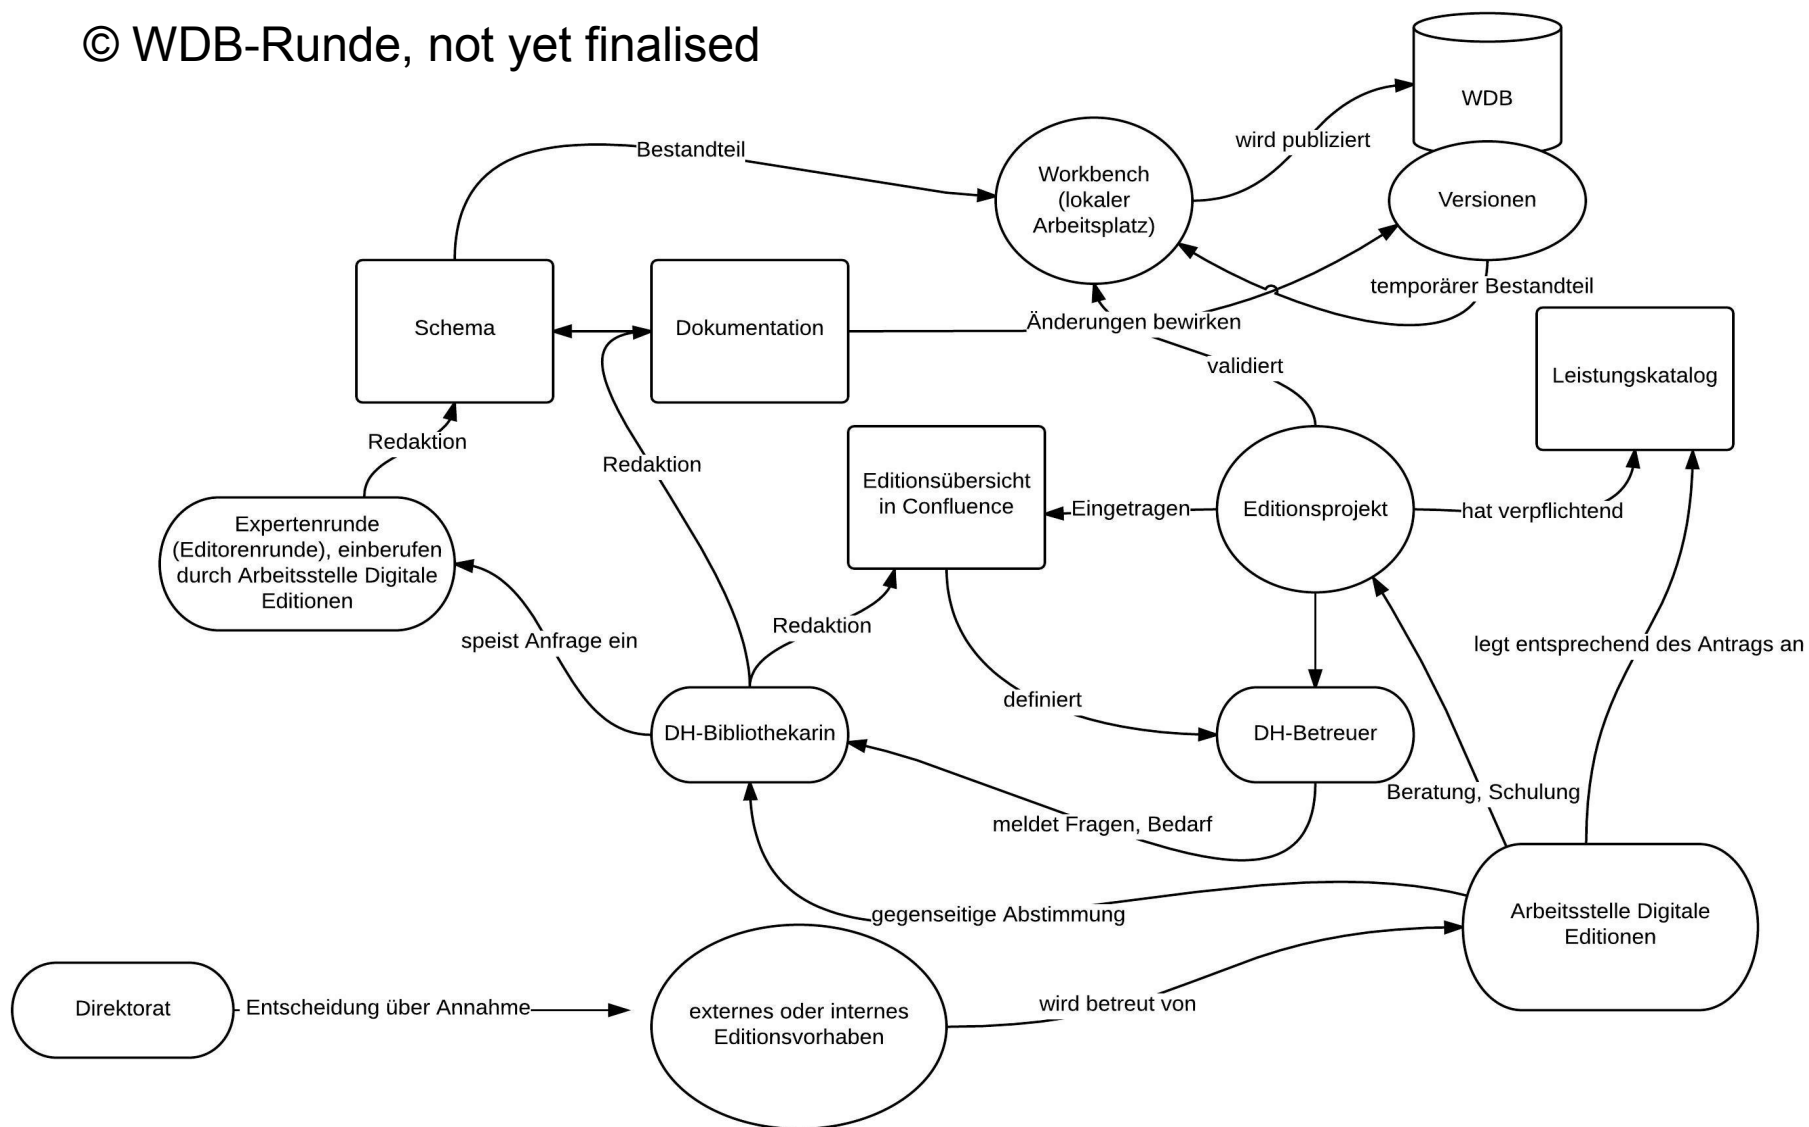 © WDB-Runde, not yet finalised
WDB
wird publiziert
Bestandteil
Workbench
(lokaler
Arbeitsplatz)
Versionen
temporärer Bestandteil
Schema
Dokumentation
Änderungen bewirken
validiert
Leistungskatalog
Redaktion
Redaktion
Editionsübersicht
in Confluence
Eingetragen
Editionsprojekt
hat verpflichtend
Expertenrunde
(Editorenrunde), einberufen
durch Arbeitsstelle Digitale
Editionen
speist Anfrage ein
Redaktion
legt entsprechend des Antrags an
definiert
DH-Bibliothekarin
DH-Betreuer
Beratung, Schulung
meldet Fragen, Bedarf
gegenseitige Abstimmung
Arbeitsstelle Digitale
Editionen
Direktorat
Entscheidung über Annahme
externes oder internes
Editionsvorhaben
wird betreut von